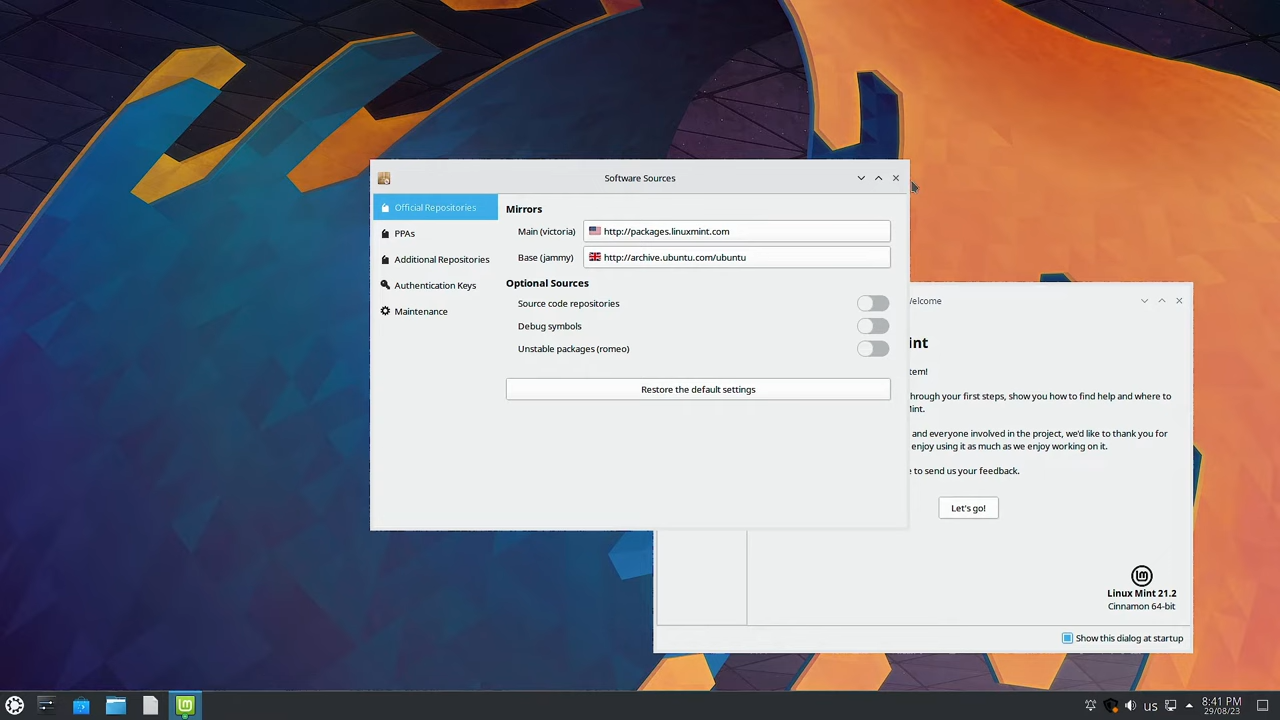 Software Sources
Official Repositories
PPAs
Additional Repositories
Authentication Keys
Maintenance
Mirrors
Main (victoria) http://packages.linuxmint.com
Base (jammy) http://archive.ubuntu.com/ubuntu
Optional Sources
Source code repositories
Debug symbols
Unstable packages (romeo)
Restore the default settings
Welcome
int
tem!
hrough your first steps, show you how to find help and where to
Mint.
and everyone involved in the project, we'd like to thank you for
enjoy using it as much as we enjoy working on it.
e to send us your feedback.
Let's go!
lm
Linux Mint 21.2
Cinnamon 64-bit
Show this dialog at startup
us
8:41 PM
29/08/23